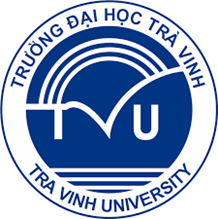 TRƯỜNG ĐẠI HỌC TRÀ VINH
TVU
TRA VINH UNIVERSITY